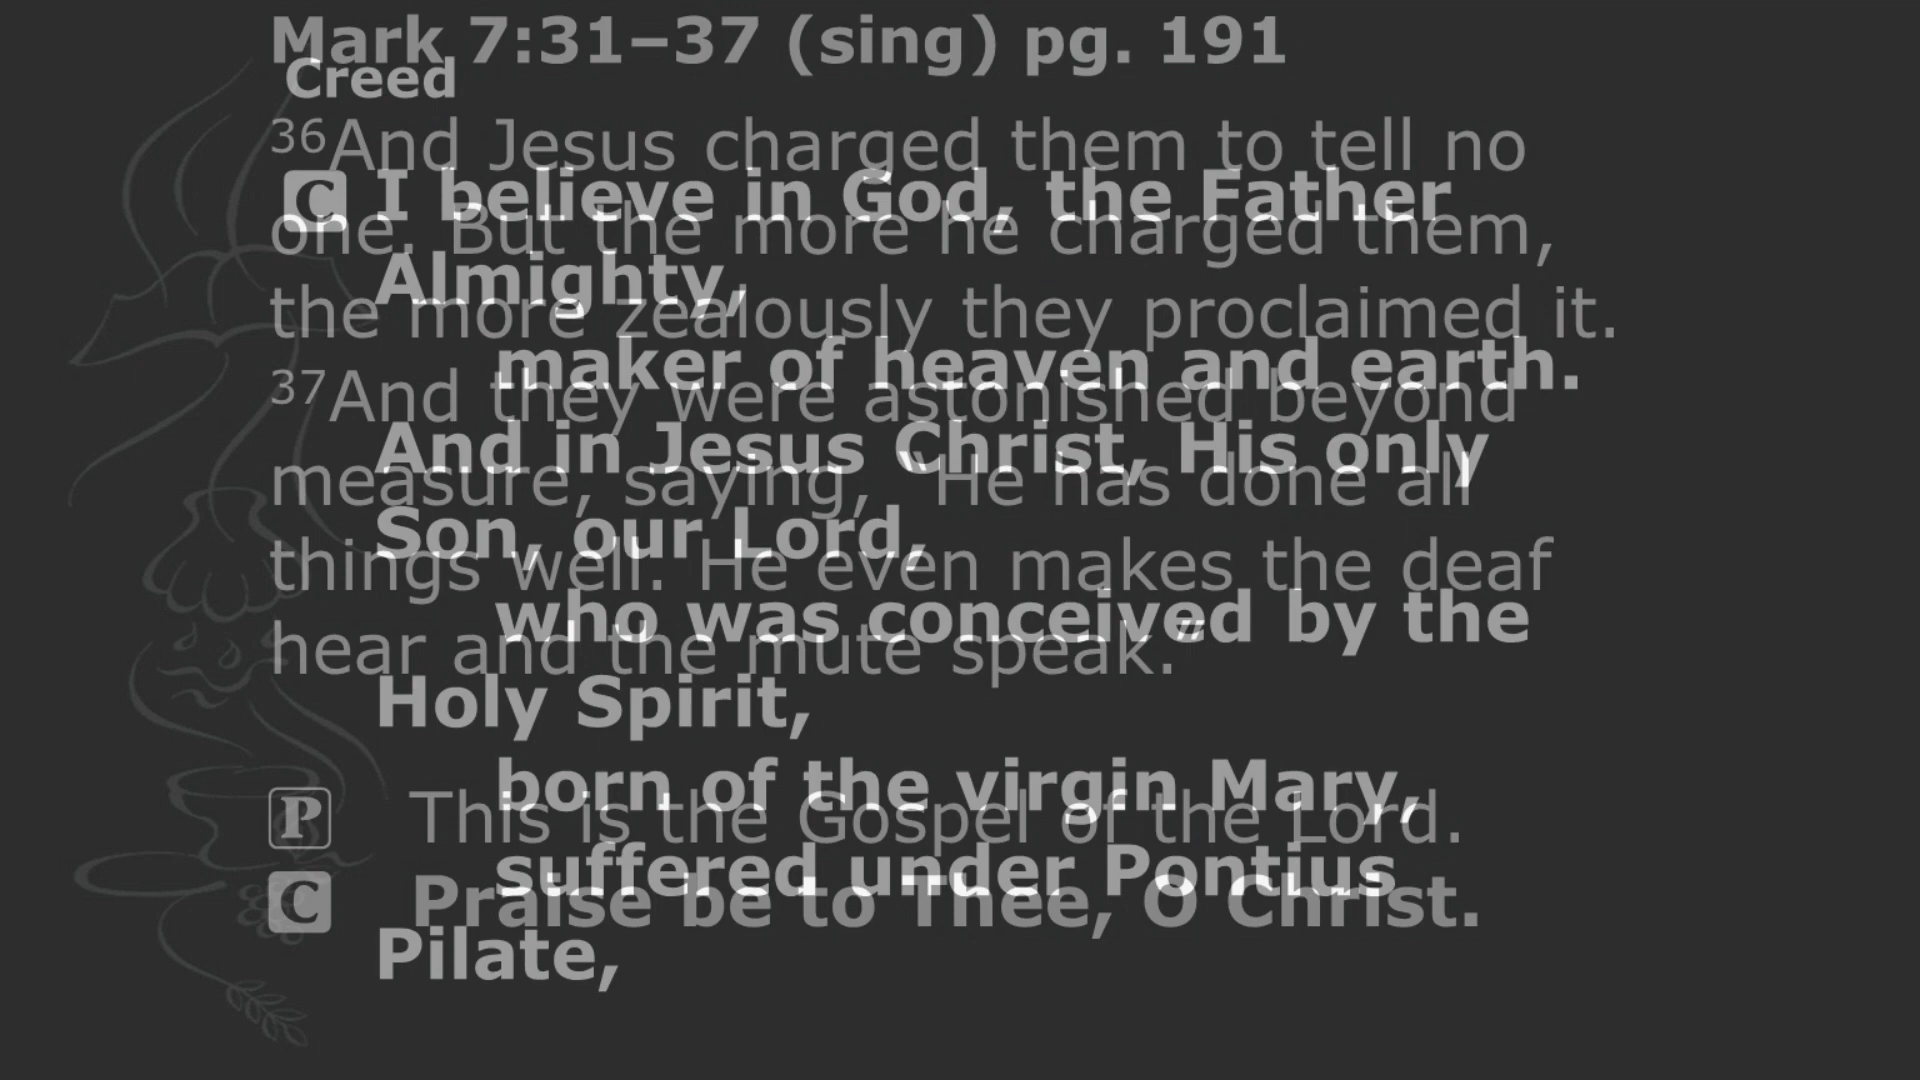 Mark 7:31–37 (sing) pg. 191
³⁶And Jesus charged them to tell no
one. But the more he charged them,
the more zealously they proclaimed it.
³⁷And they were astonished beyond
measure, saying, “He has done all
things well. He even makes the deaf
hear and the mute speak.”
P This is the Gospel of the Lord.
C Praise be to Thee, O Christ.
Creed
C I believe in God, the Father
Almighty,
maker of heaven and earth.
And in Jesus Christ, His only
Son, our Lord,
who was conceived by the
Holy Spirit,
born of the virgin Mary,
suffered under Pontius
Pilate,